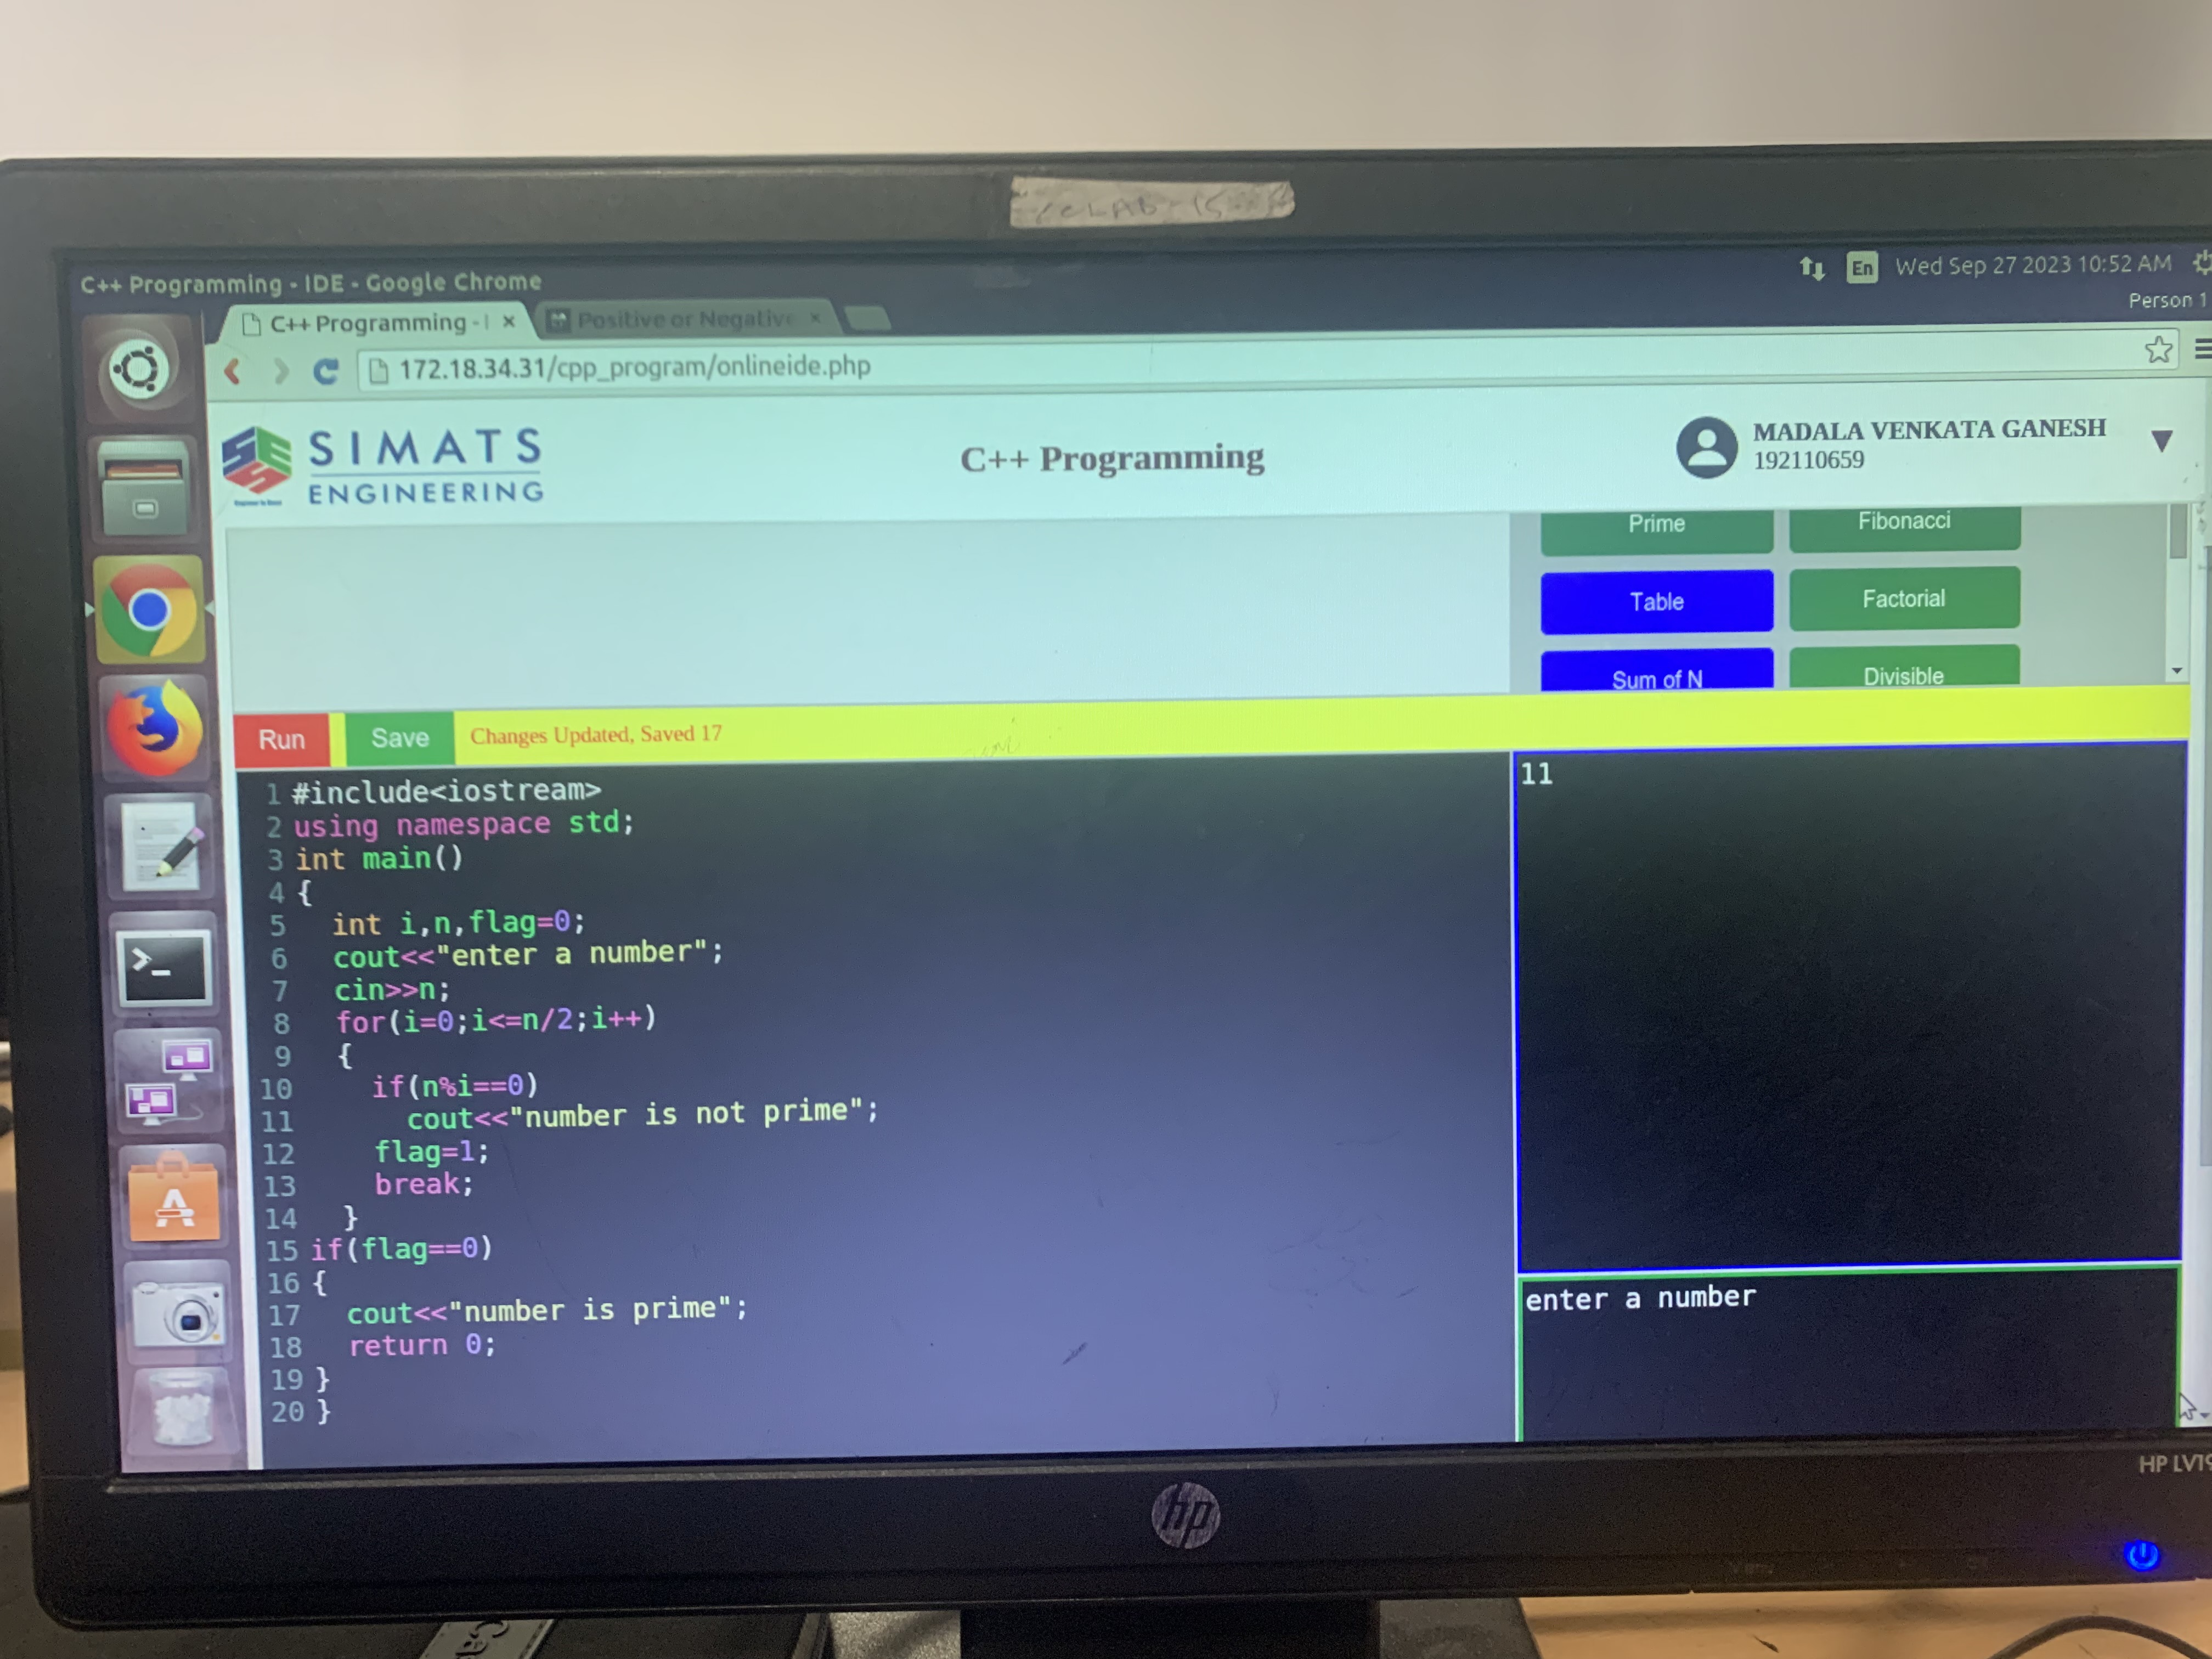 C++ Programming - IDE - Google Chrome
En Wed Sep 27 2023 10:52 AM
Person 1
C++ Programming - I × Positive or Negative ×
172.18.34.31/cpp_program/onlineide.php
SIMATS
ENGINEERING
C++ Programming
MADALA VENKATA GANESH
192110659
Prime Fibonacci
Table Factorial
Sum of N Divisible
Run Save Changes Updated, Saved 17
1 #include<iostream>
2 using namespace std;
3 int main()
4 {
5 int i,n,flag=0;
6 cout<<"enter a number";
7 cin>>n;
8 for(i=0;i<=n/2;i++)
9 {
10 if(n%i==0)
11 cout<<"number is not prime";
12 flag=1;
13 break;
14 }
15 if(flag==0)
16 {
17 cout<<"number is prime";
18 return 0;
19 }
20 }
11
enter a number
hp
HP LV19